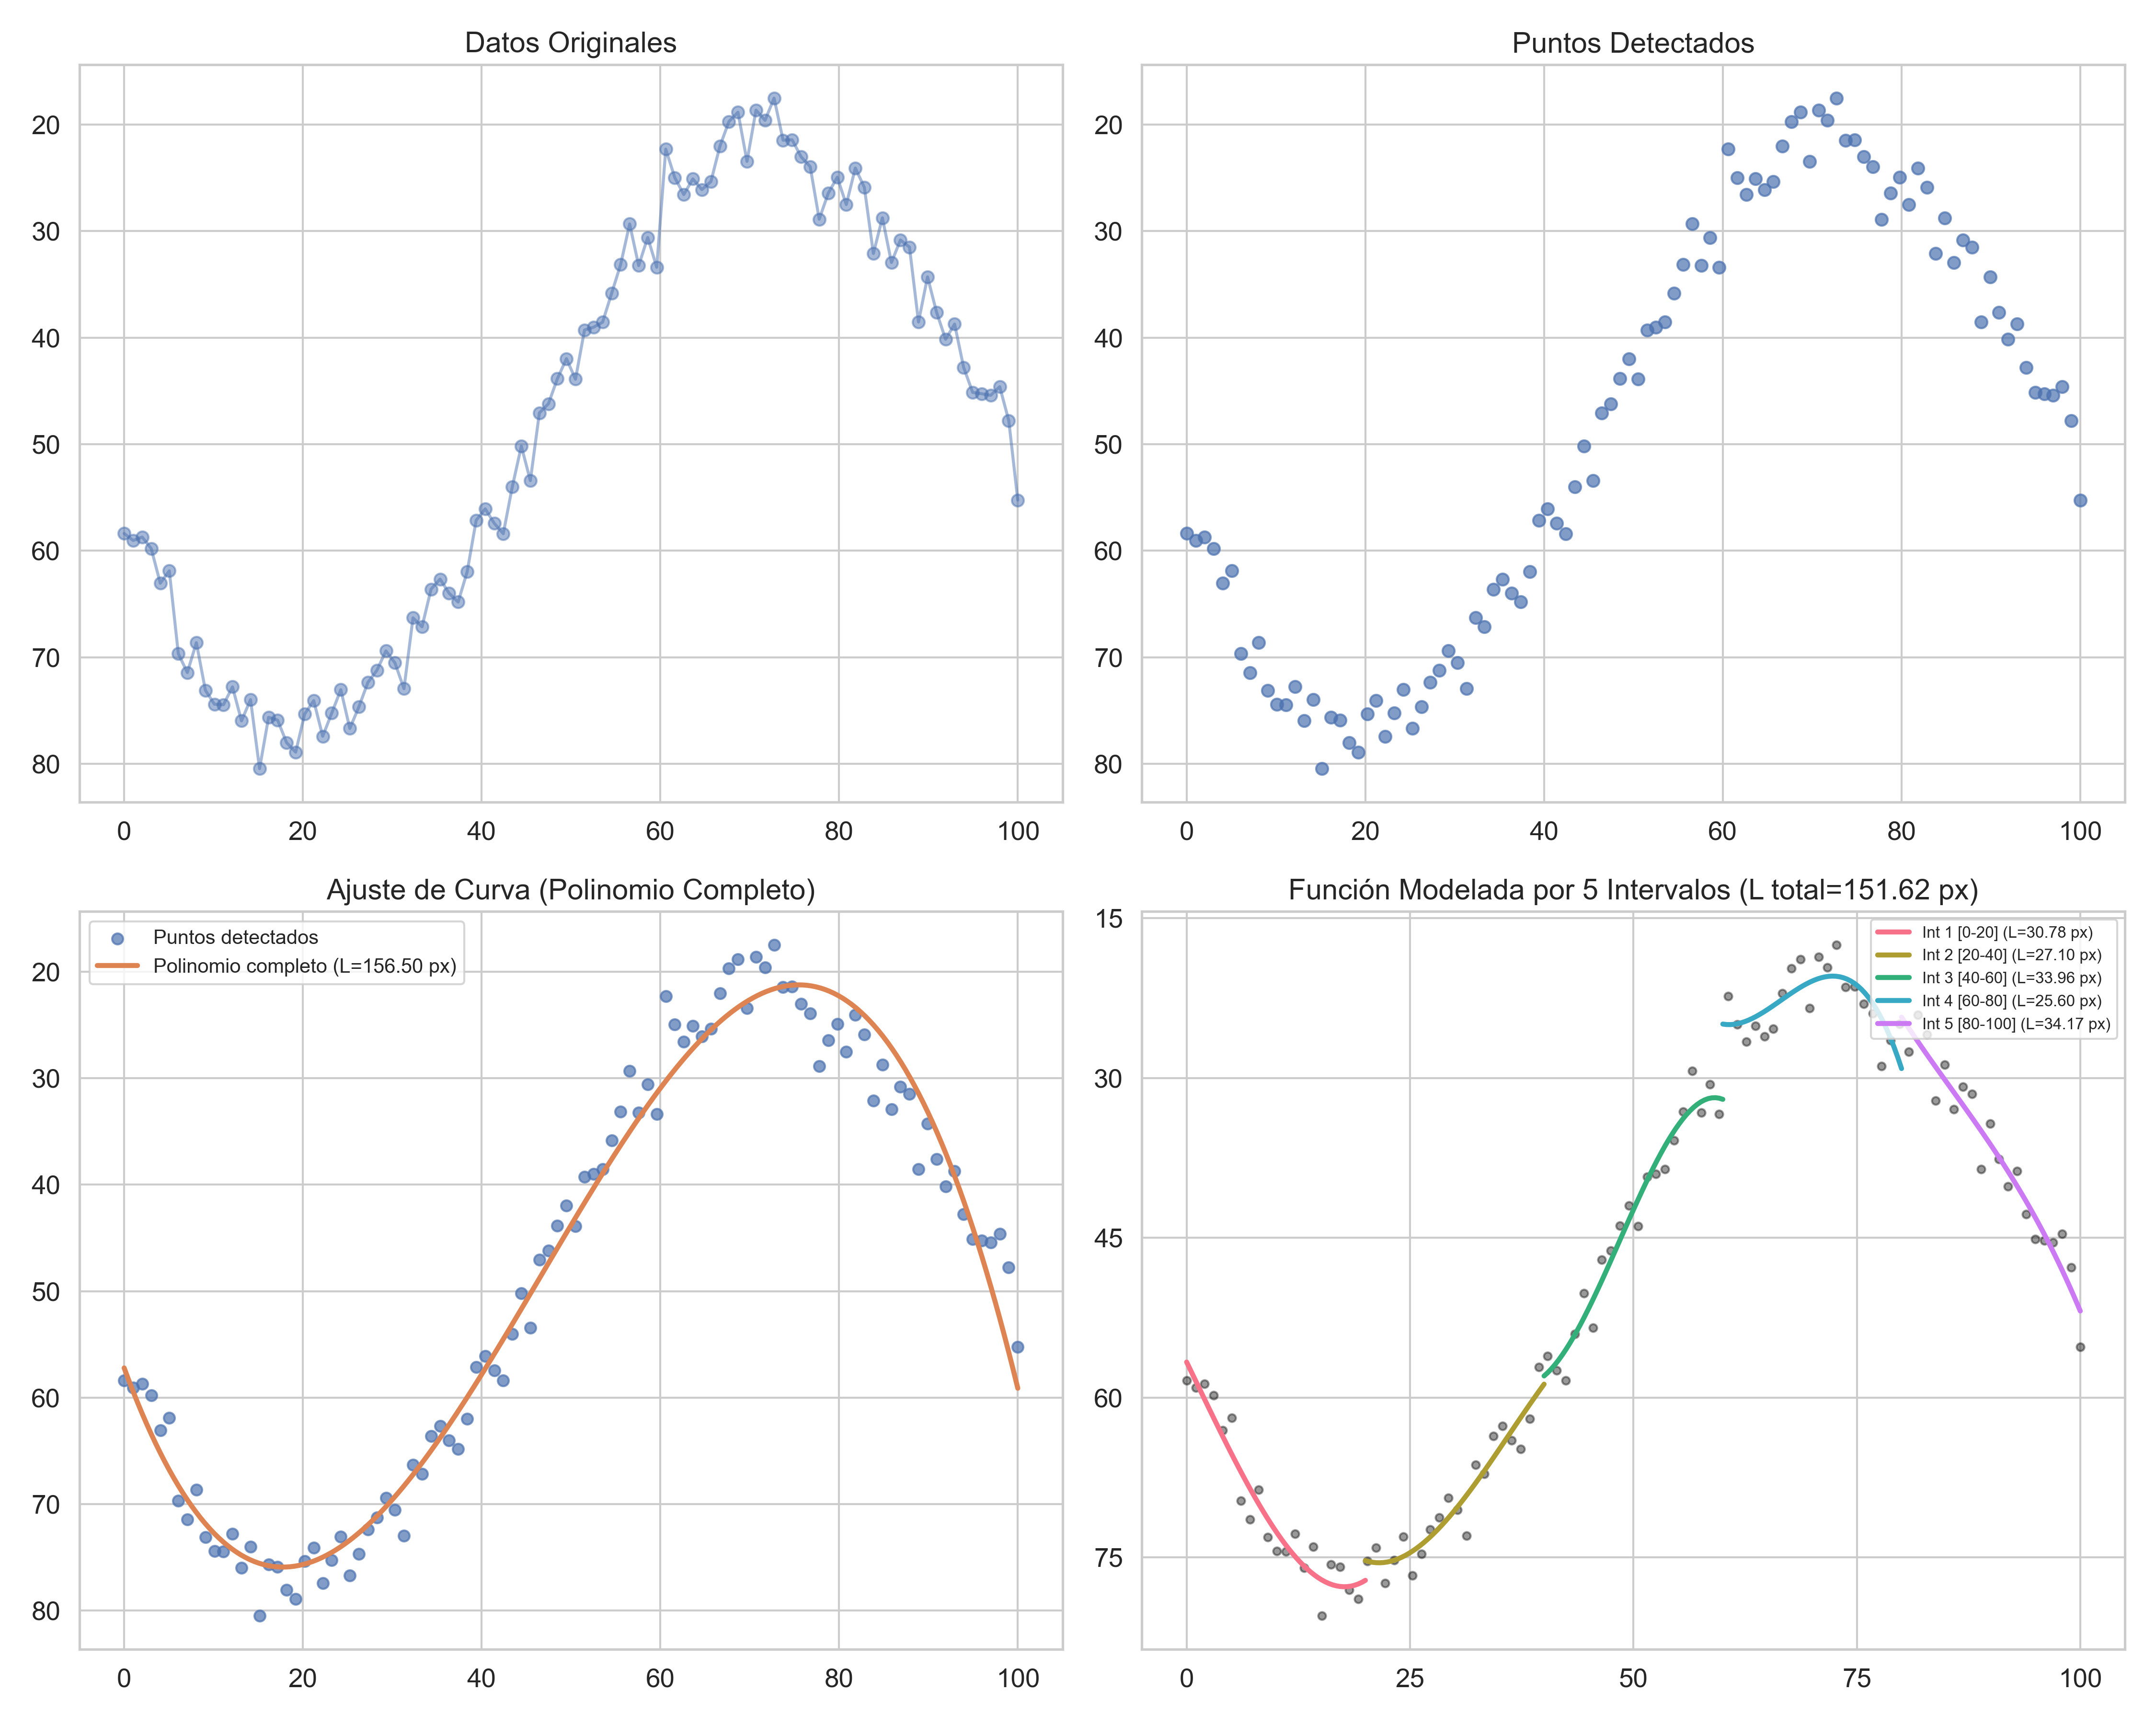 Datos Originales
20
30
40
50
60
70
80
0 20 40 60 80 100
Puntos Detectados
20
30
40
50
60
70
80
0 20 40 60 80 100
Ajuste de Curva (Polinomio Completo)
Puntos detectados
Polinomio completo (L=156.50 px)
20
30
40
50
60
70
80
0 20 40 60 80 100
Función Modelada por 5 Intervalos (L total=151.62 px)
Int 1 [0-20] (L=30.78 px)
Int 2 [20-40] (L=27.10 px)
Int 3 [40-60] (L=33.96 px)
Int 4 [60-80] (L=25.60 px)
Int 5 [80-100] (L=34.17 px)
15
30
45
60
75
0 25 50 75 100